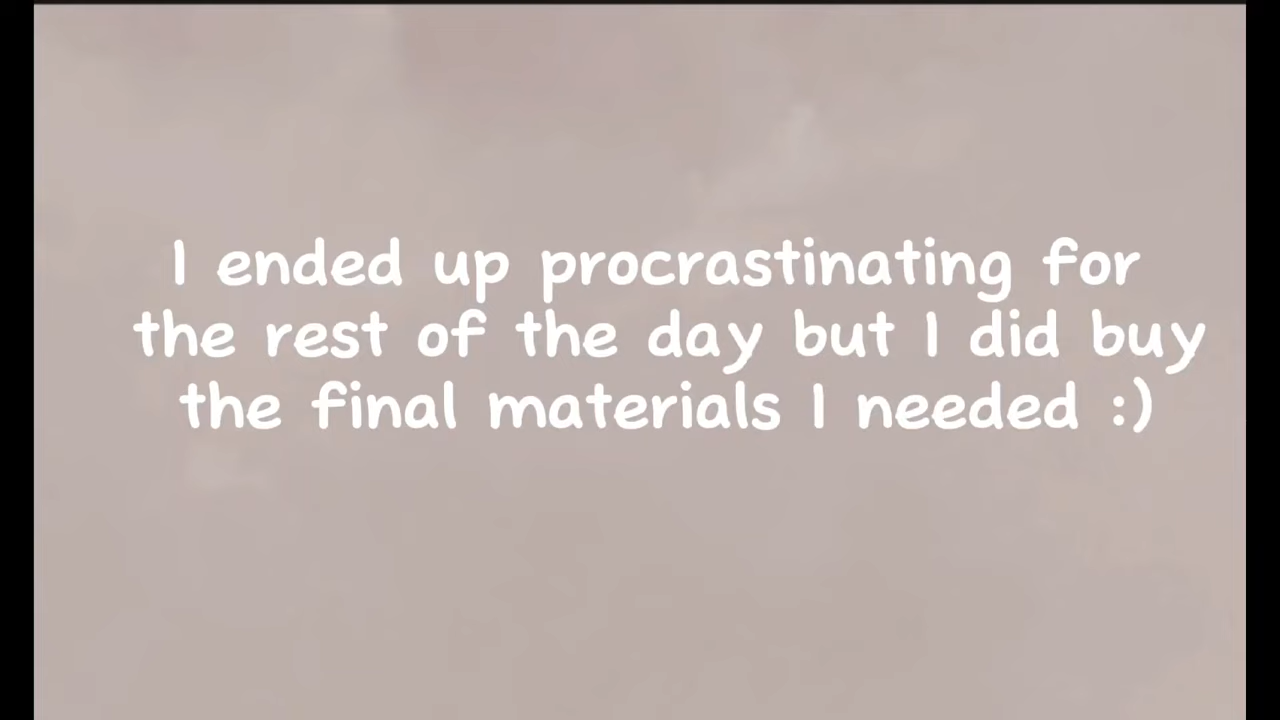 I ended up procrastinating for
the rest of the day but I did buy
the final materials I needed :)